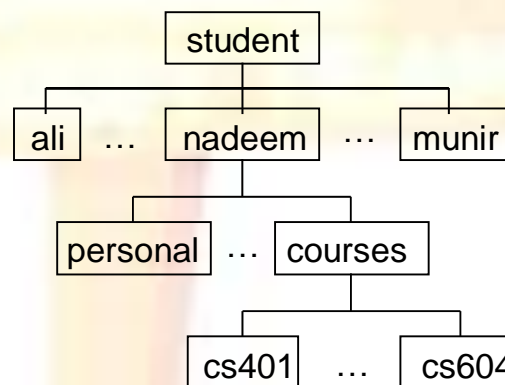 student
ali … nadeem … munir
personal … courses
cs401 … cs604